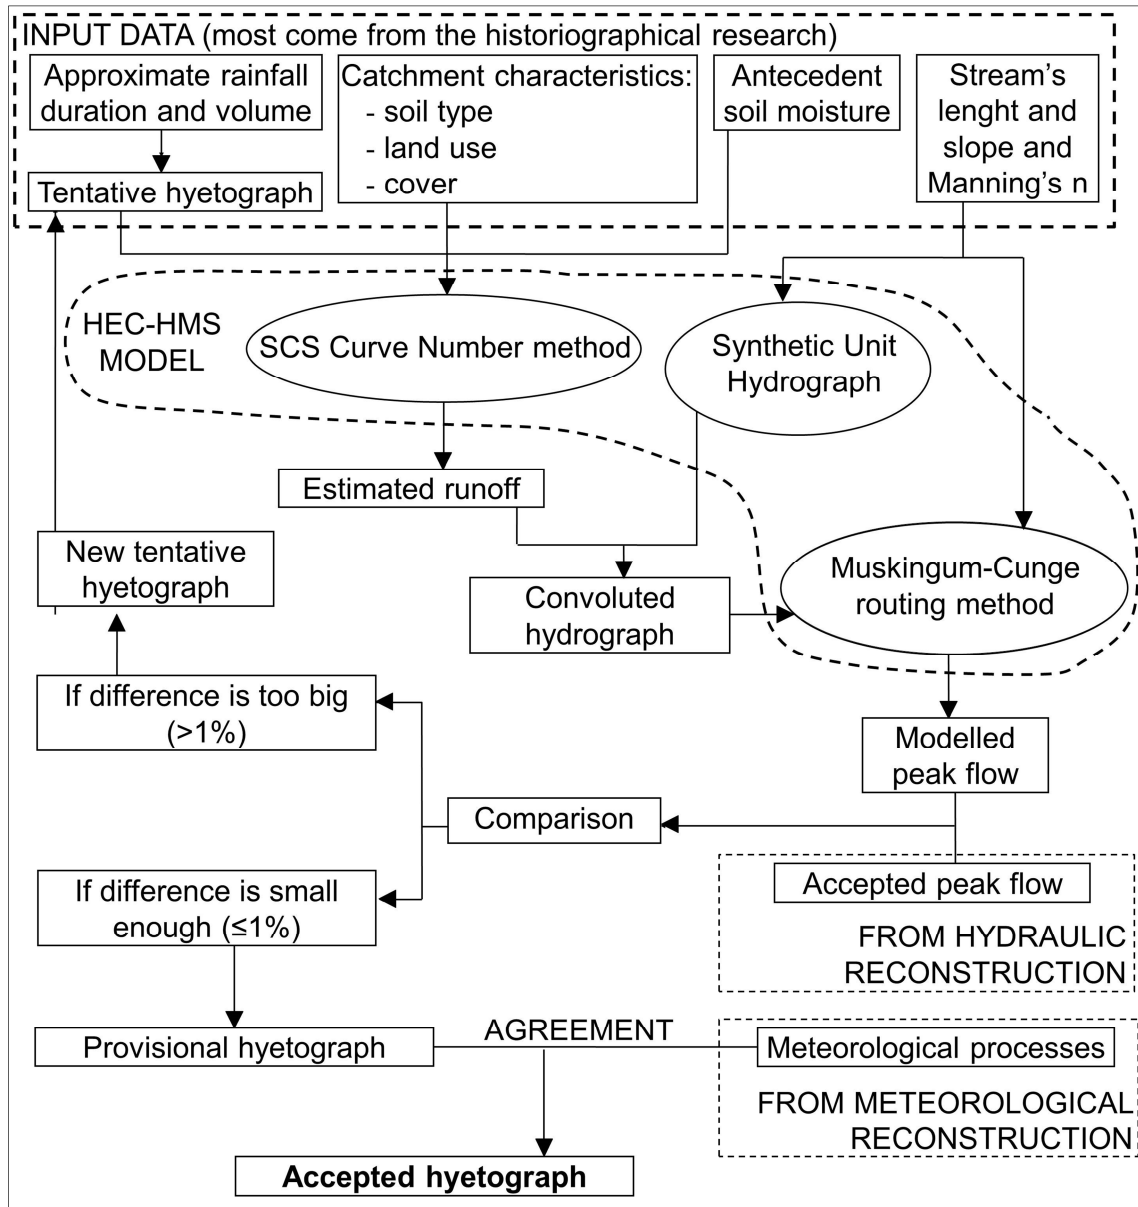 INPUT DATA (most come from the historiographical research)
Approximate rainfall
duration and volume
Tentative hyetograph
Catchment characteristics:
- soil type
- land use
- cover
Antecedent
soil moisture
Stream's
lenght and
slope and
Manning's n
HEC-HMS
MODEL
SCS Curve Number method
Synthetic Unit
Hydrograph
Estimated runoff
New tentative
hyetograph
Convoluted
hydrograph
Muskingum-Cunge
routing method
If difference is too big
(>1%)
Modelled
peak flow
Comparison
If difference is small
enough (≤1%)
Accepted peak flow
FROM HYDRAULIC
RECONSTRUCTION
Provisional hyetograph
AGREEMENT
Meteorological processes
FROM METEOROLOGICAL
RECONSTRUCTION
Accepted hyetograph